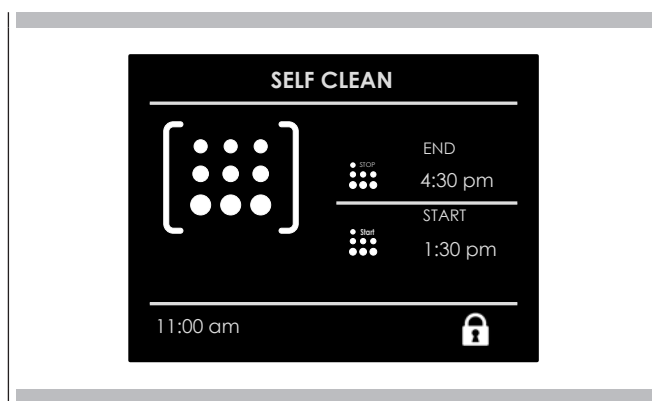 SELF CLEAN
STOP
END
4:30 pm
Start
START
1:30 pm
11:00 am